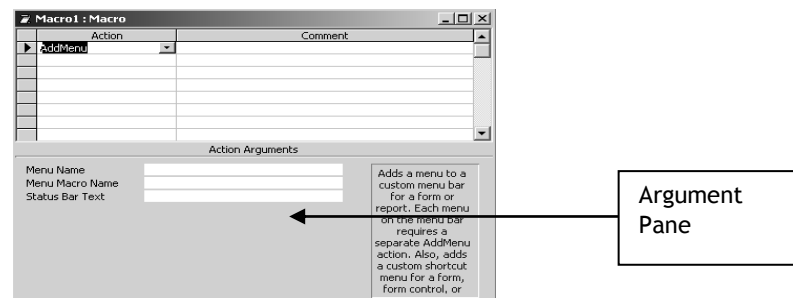 Macro1 : Macro
Action Comment
AddMenu
Action Arguments
Menu Name
Menu Macro Name
Status Bar Text
Adds a menu to a
custom menu bar
for a form or
report. Each menu
on the menu bar
requires a
separate AddMenu
action. Also, adds
a custom shortcut
menu for a form,
form control, or
Argument
Pane